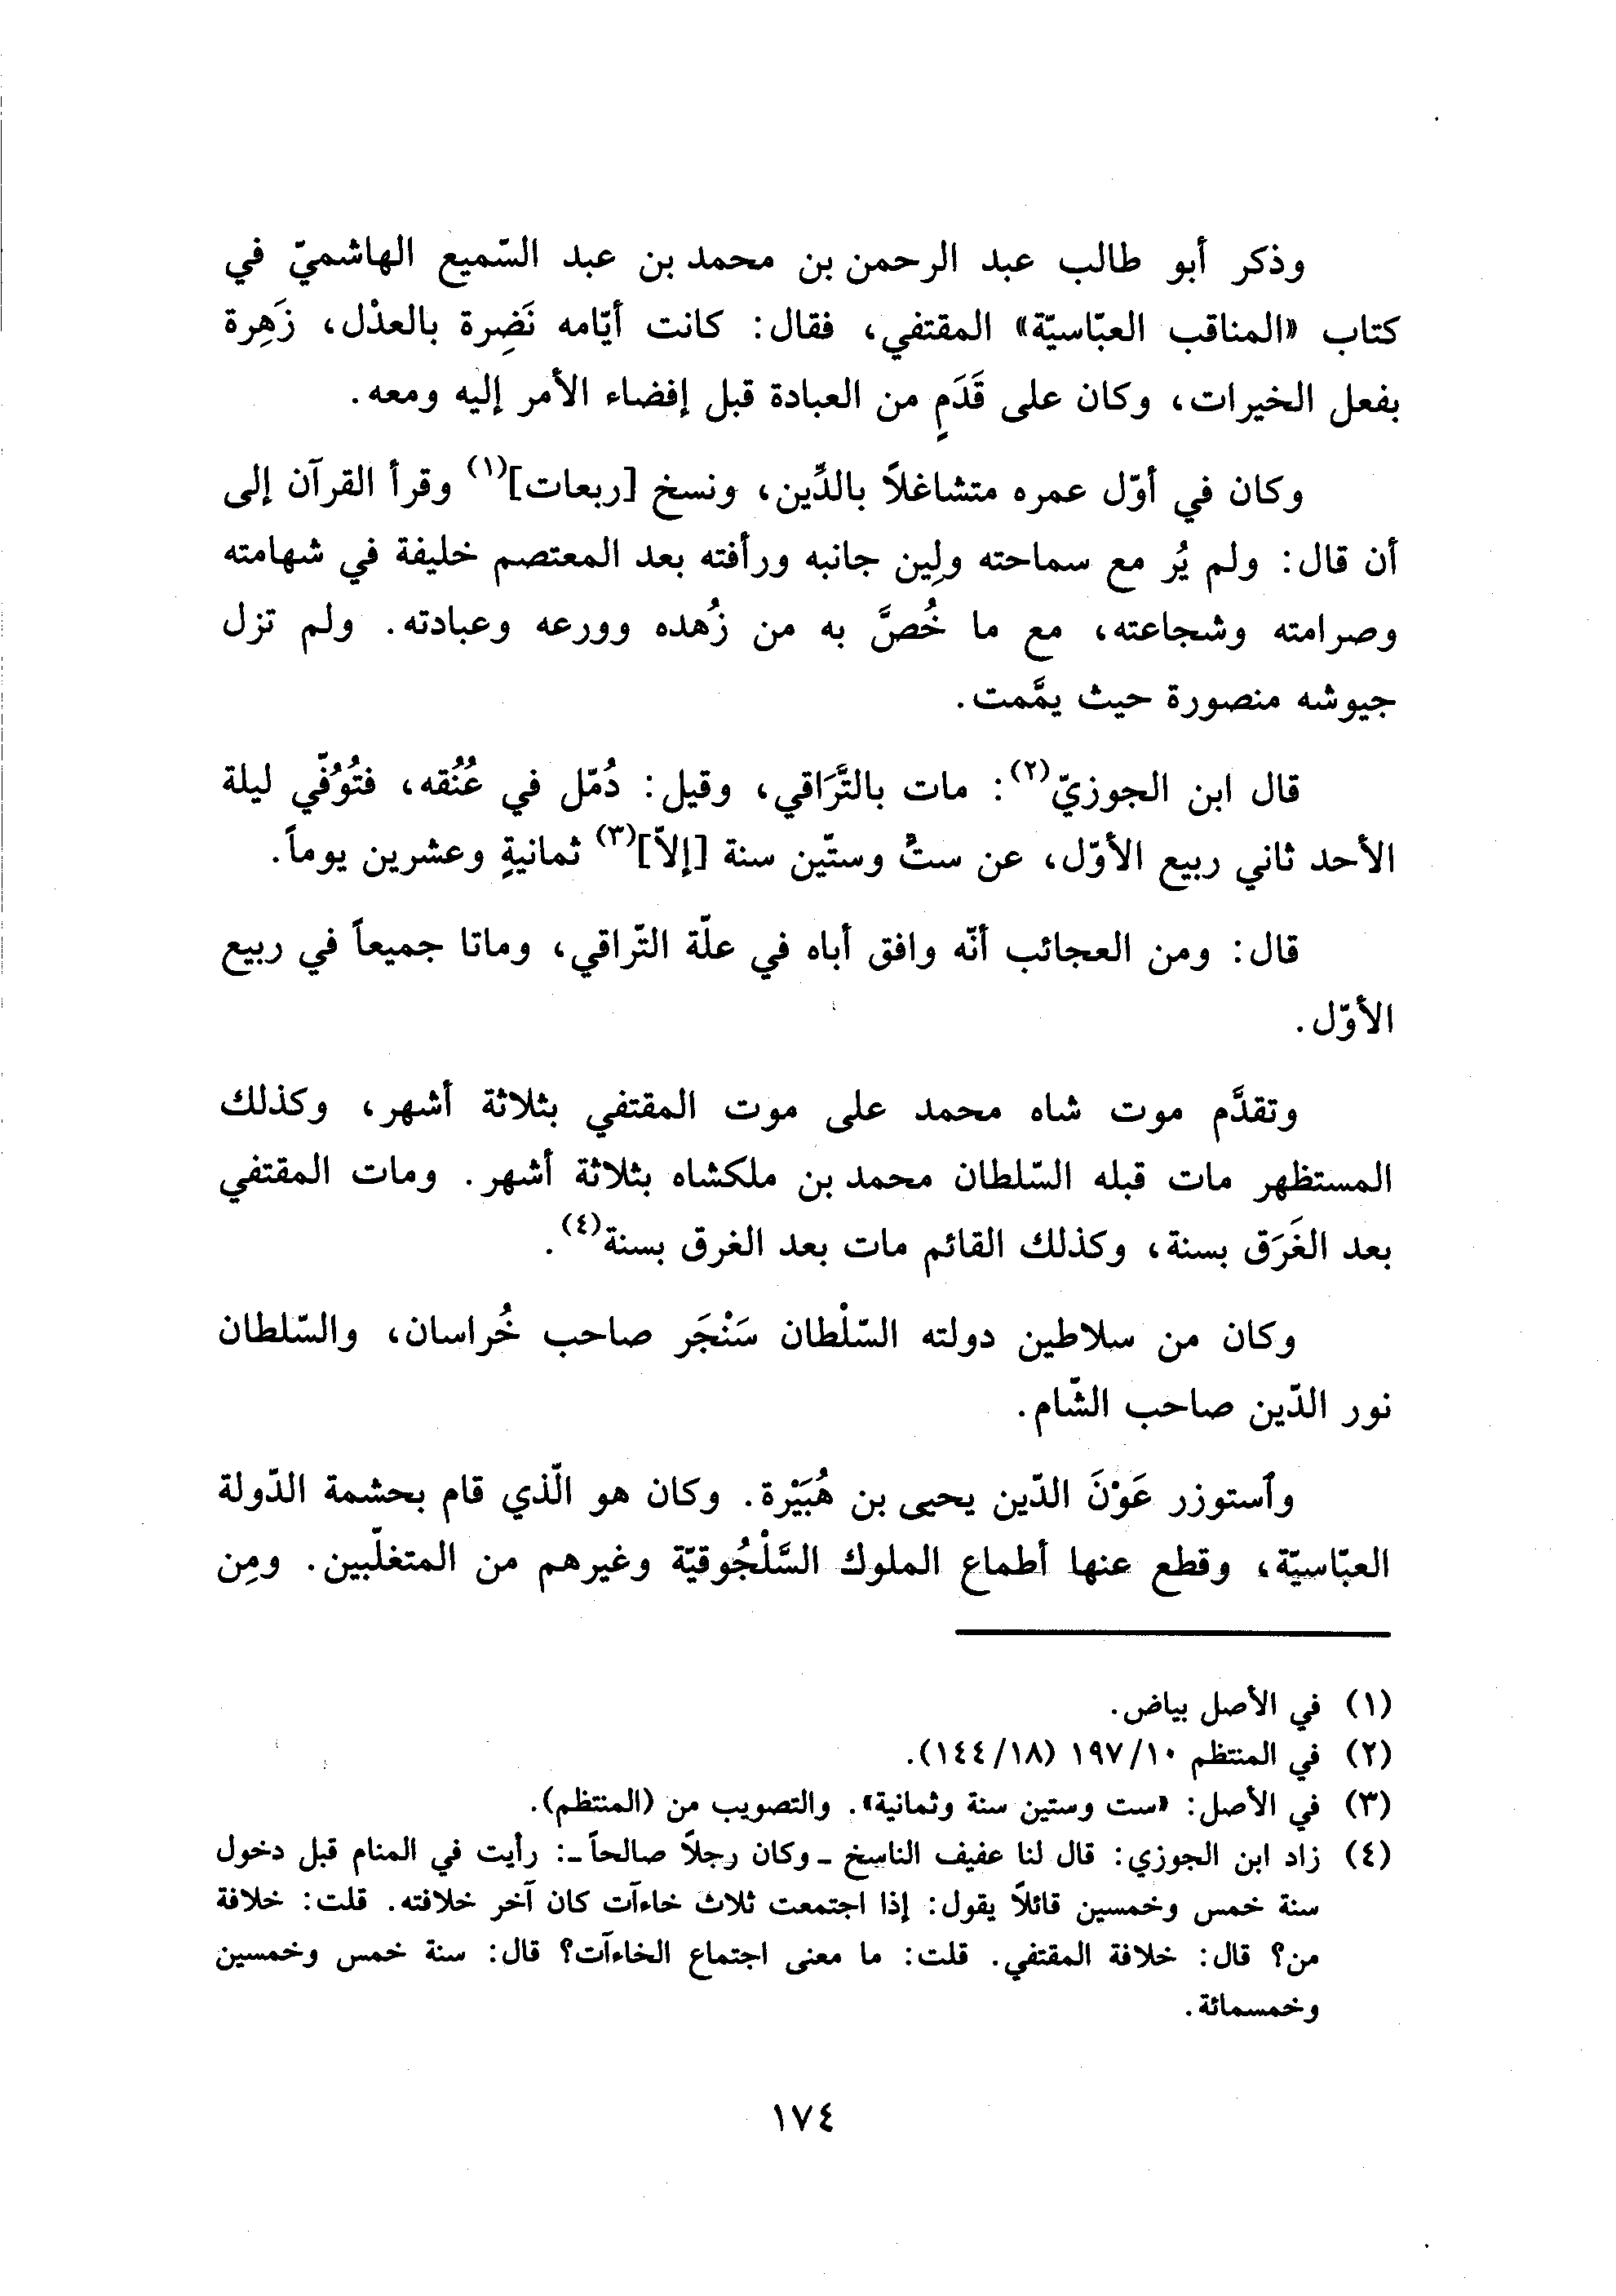 وذكر أبو طالب عبد الرحمن بن محمد بن عبد السّميع الهاشميّ في
كتاب «المناقب العبّاسيّة» المقتفي، فقال: كانت أيّامه نَضِرة بالعدْل، زَهِرة
بفعل الخيرات، وكان على قَدَمٍ من العبادة قبل إفضاء الأمر إليه ومعه.
وكان في أوّل عمره متشاغلاً بالدِّين، ونسخ [ربعات](١) وقرأ القرآن إلى
أن قال: ولم يُر مع سماحته ولِين جانبه ورأفته بعد المعتصم خليفة في شهامته
وصرامته وشجاعته، مع ما خُصَّ به من زُهده وورعه وعبادته. ولم تزل
جيوشه منصورة حيث يمَّمت.
قال ابن الجوزيّ(٢): مات بالتَّرَاقي، وقيل: دُمّل في عُنُقه، فتُوُفّي ليلة
الأحد ثاني ربيع الأوّل، عن ستٍّ وستّين سنة [إلاّ](٣) ثمانيةٍ وعشرين يوماً.
قال: ومن العجائب أنّه وافق أباه في علّة التّراقي، وماتا جميعاً في ربيع
الأوّل.
وتقدَّم موت شاه محمد على موت المقتفي بثلاثة أشهر، وكذلك
المستظهر مات قبله السّلطان محمد بن ملكشاه بثلاثة أشهر. ومات المقتفي
بعد الغَرَق بسنة، وكذلك القائم مات بعد الغرق بسنة(٤).
وكان من سلاطين دولته السّلْطان سَنْجَر صاحب خُراسان، والسّلطان
نور الدّين صاحب الشّام.
وٱستوزر عَوْنَ الدّين يحيى بن هُبَيْرة. وكان هو الّذي قام بحشمة الدّولة
العبّاسيّة، وقطع عنها أطماع الملوك السَّلْجُوقيّة وغيرهم من المتغلّبين. ومِن
(١) في الأصل بياض.
(٢) في المنتظم ١٩٧/١٠ (١٤٤/١٨).
(٣) في الأصل: «ست وستين سنة وثمانية». والتصويب من (المنتظم).
(٤) زاد ابن الجوزي: قال لنا عفيف الناسخ ـ وكان رجلاً صالحاً ـ: رأيت في المنام قبل دخول
سنة خمس وخمسين قائلاً يقول: إذا اجتمعت ثلاث خاءآت كان آخر خلافته. قلت: خلافة
من؟ قال: خلافة المقتفي. قلت: ما معنى اجتماع الخاءآت؟ قال: سنة خمس وخمسين
وخمسمائة.
١٧٤